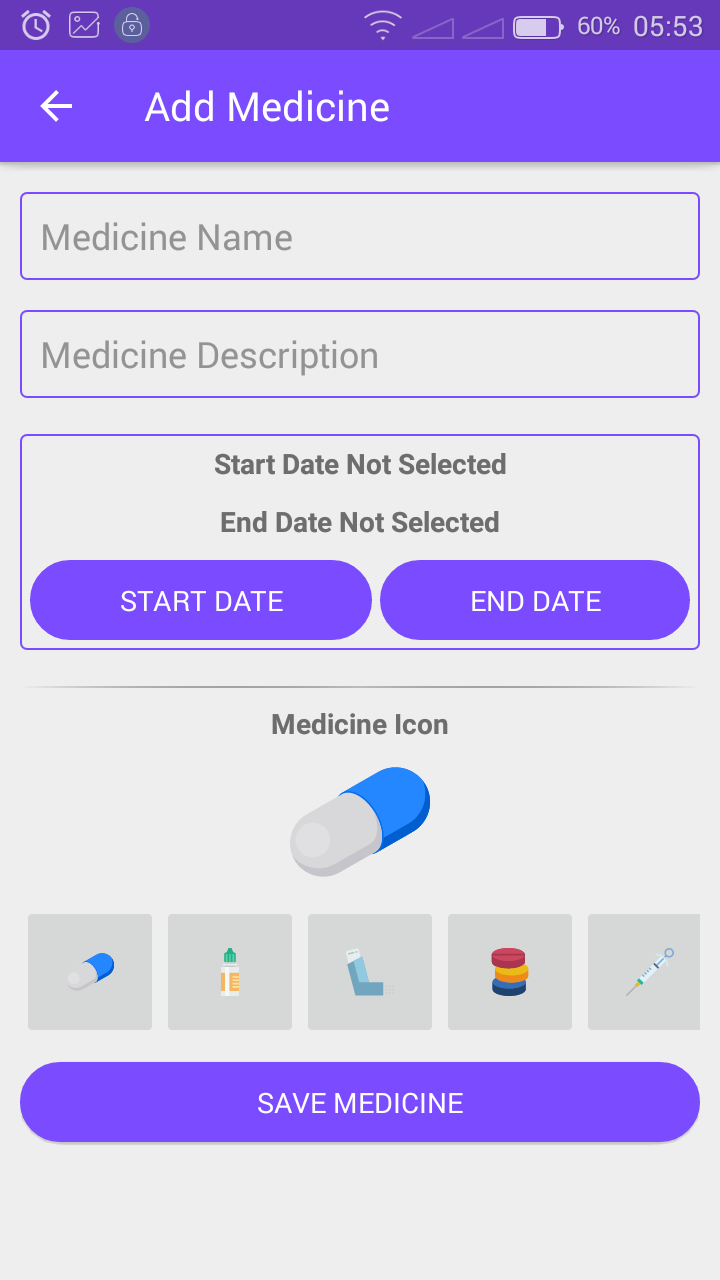 60% 05:53
Add Medicine
Medicine Name
Medicine Description
Start Date Not Selected
End Date Not Selected
START DATE END DATE
Medicine Icon
SAVE MEDICINE